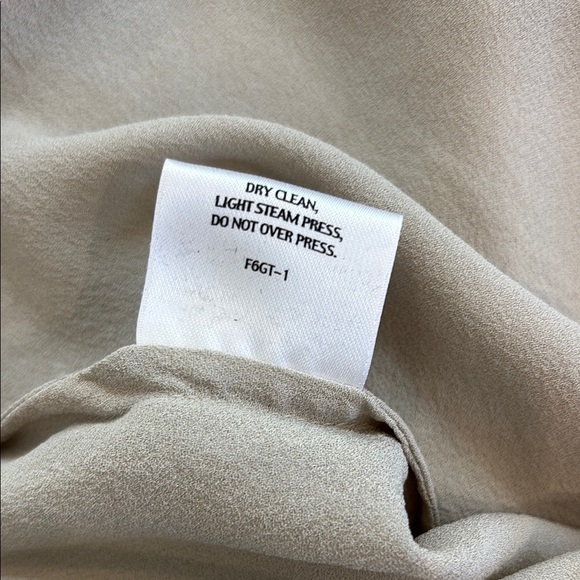 DRY CLEAN,
LIGHT STEAM PRESS,
DO NOT OVER PRESS.
F6GT-1